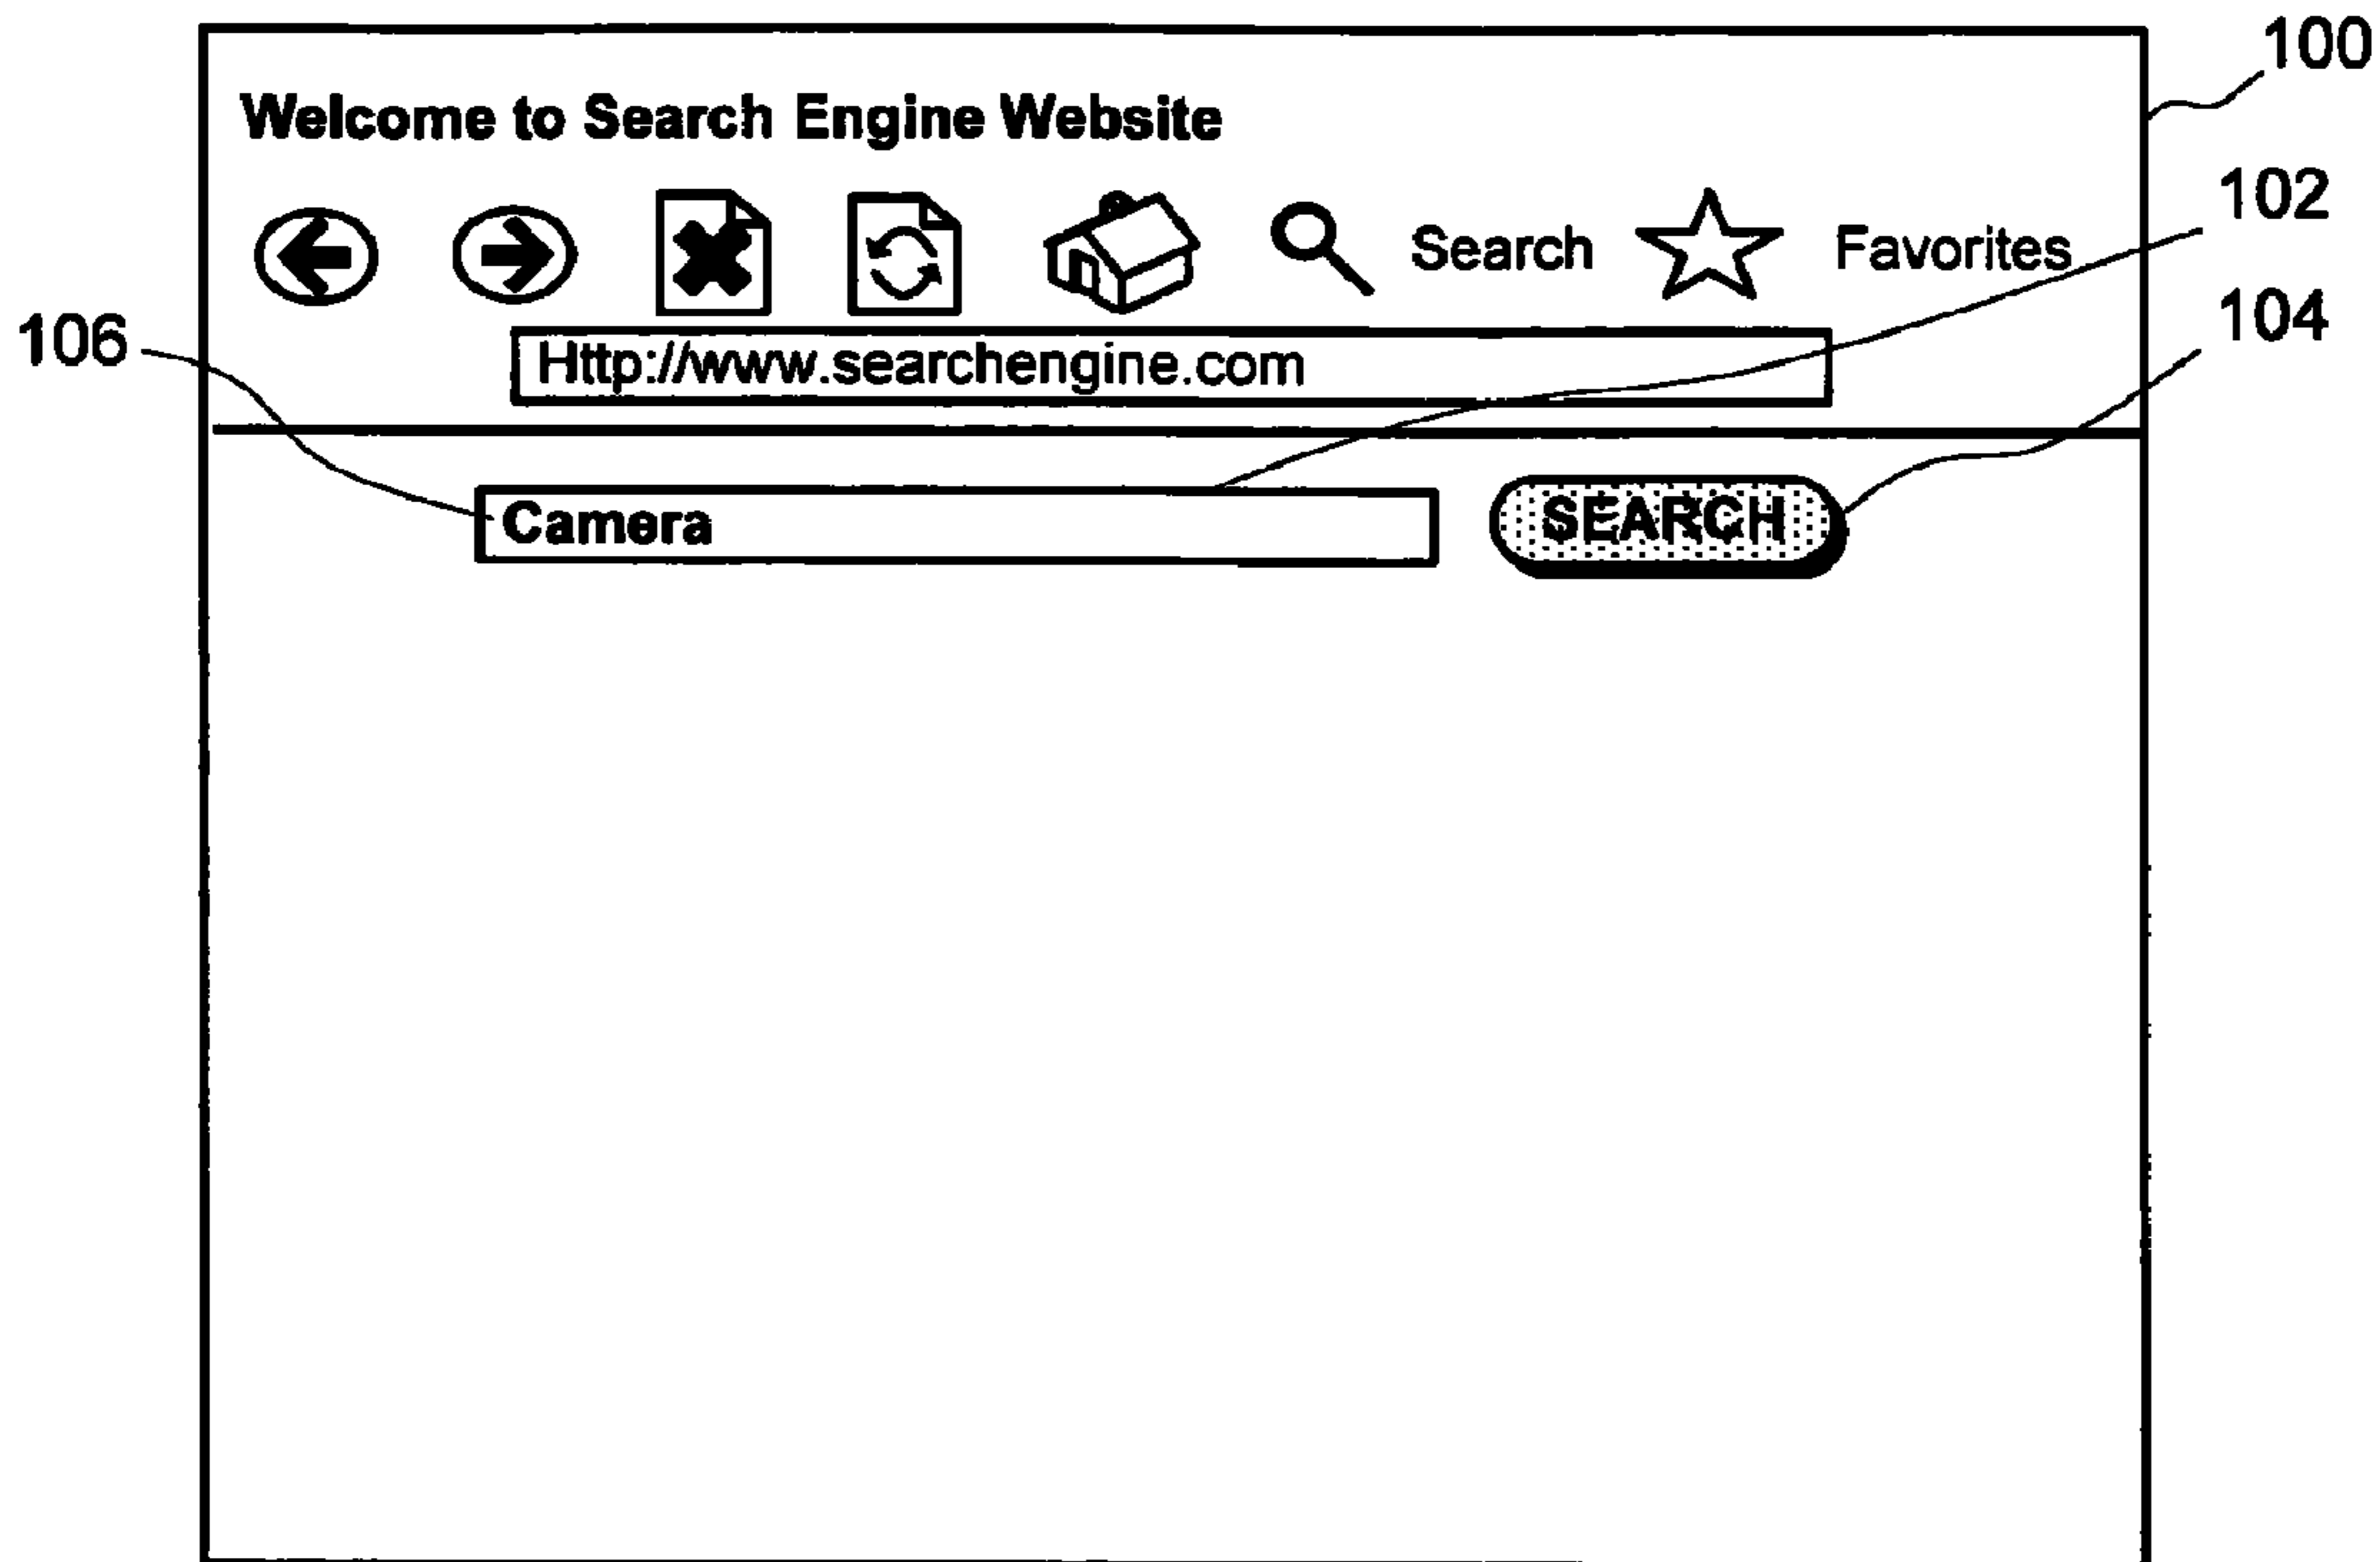 100
Welcome to Search Engine Website
102
Search Favorites
104
106
Http://www.searchengine.com
Camera SEARCH